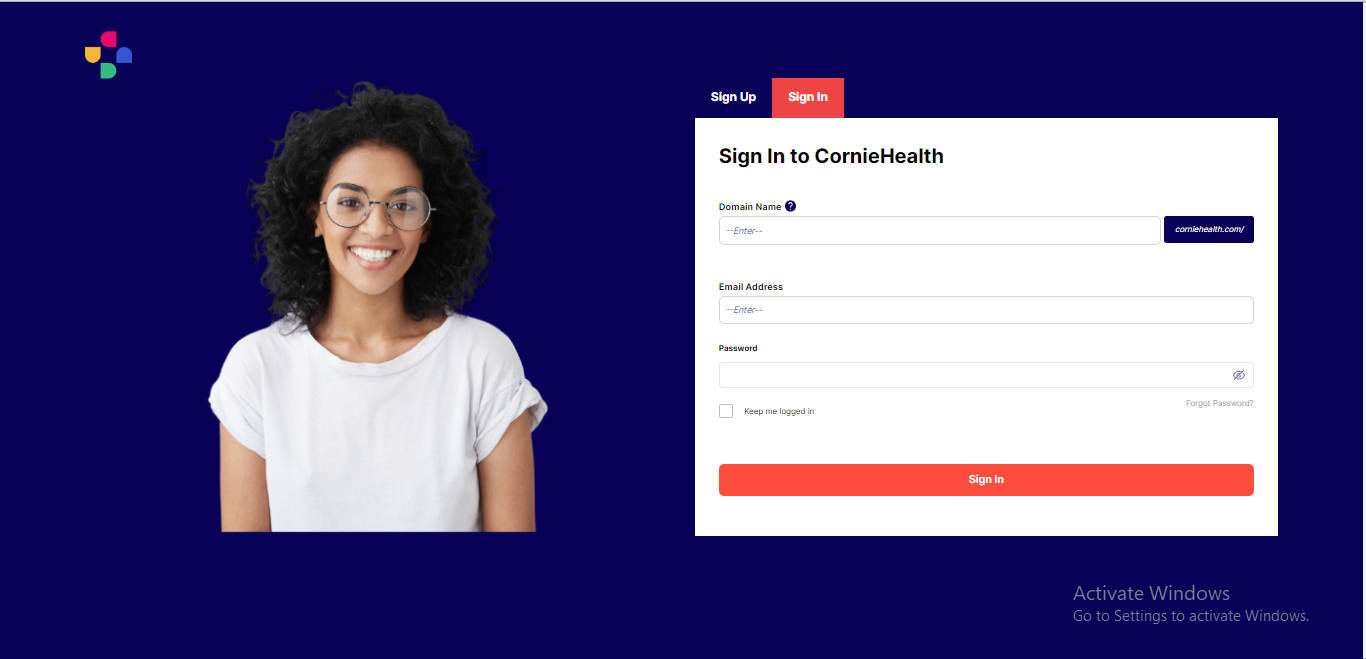 Sign Up
Sign In
Sign In to CornieHealth
Domain Name ?
--Enter--
corniehealth.com/
Email Address
--Enter--
Password
Keep me logged in
Forgot Password?
Sign In
Activate Windows
Go to Settings to activate Windows.